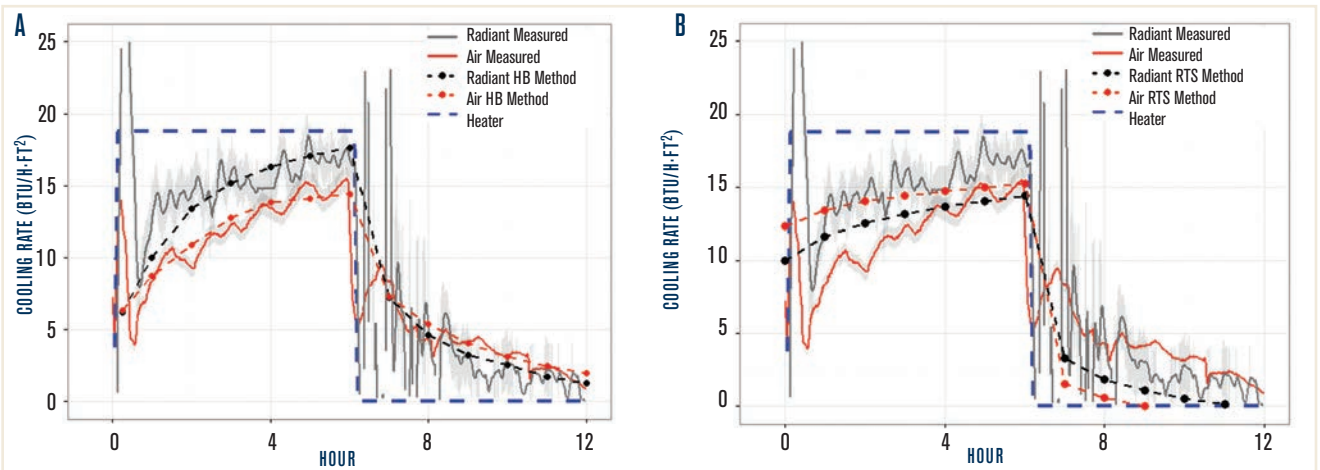 A
COOLING RATE (BTU/H·FT²)
25
20
15
10
5
0
Radiant Measured
Air Measured
Radiant HB Method
Air HB Method
Heater
0 4 8 12
HOUR
B
COOLING RATE (BTU/H·FT²)
25
20
15
10
5
0
Radiant Measured
Air Measured
Radiant RTS Method
Air RTS Method
Heater
0 4 8 12
HOUR